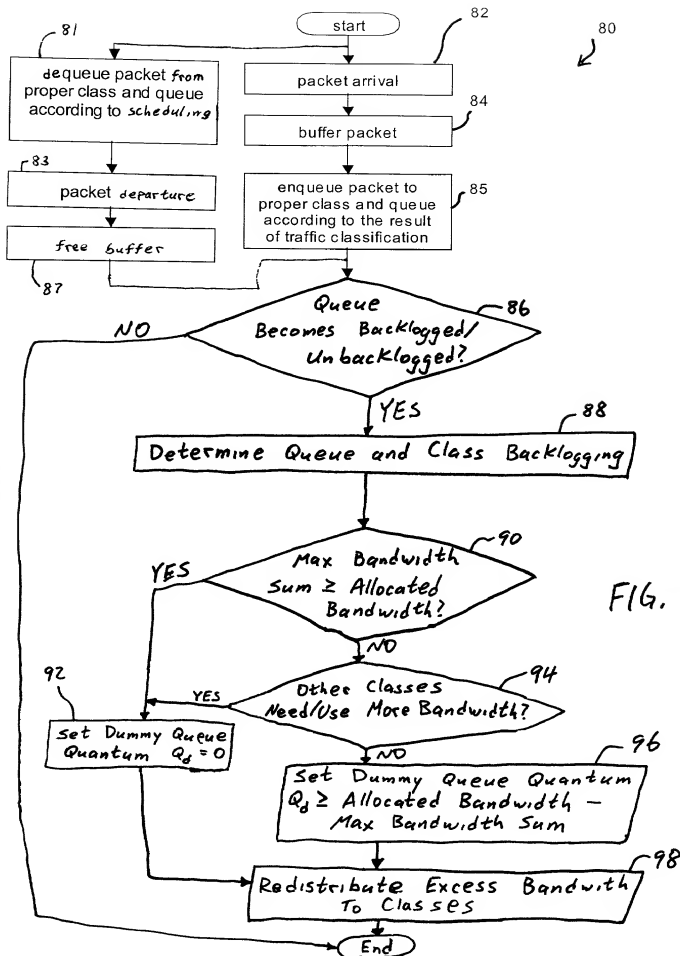 start
82
80
81
dequeue packet from
proper class and queue
according to scheduling
packet arrival
84
buffer packet
83
packet departure
85
enqueue packet to
proper class and queue
according to the result
of traffic classification
free buffer
87
Queue
Becomes Backlogged/
Unbacklogged?
86
NO
YES
88
Determine Queue and Class Backlogging
90
Max Bandwidth
Sum ≥ Allocated
Bandwidth?
YES
NO
FIG.
94
Other Classes
Need/Use More Bandwidth?
YES
NO
92
Set Dummy Queue
Quantum Qd = 0
96
Set Dummy Queue Quantum
Qd ≥ Allocated Bandwidth –
Max Bandwidth Sum
98
Redistribute Excess Bandwith
To Classes
End